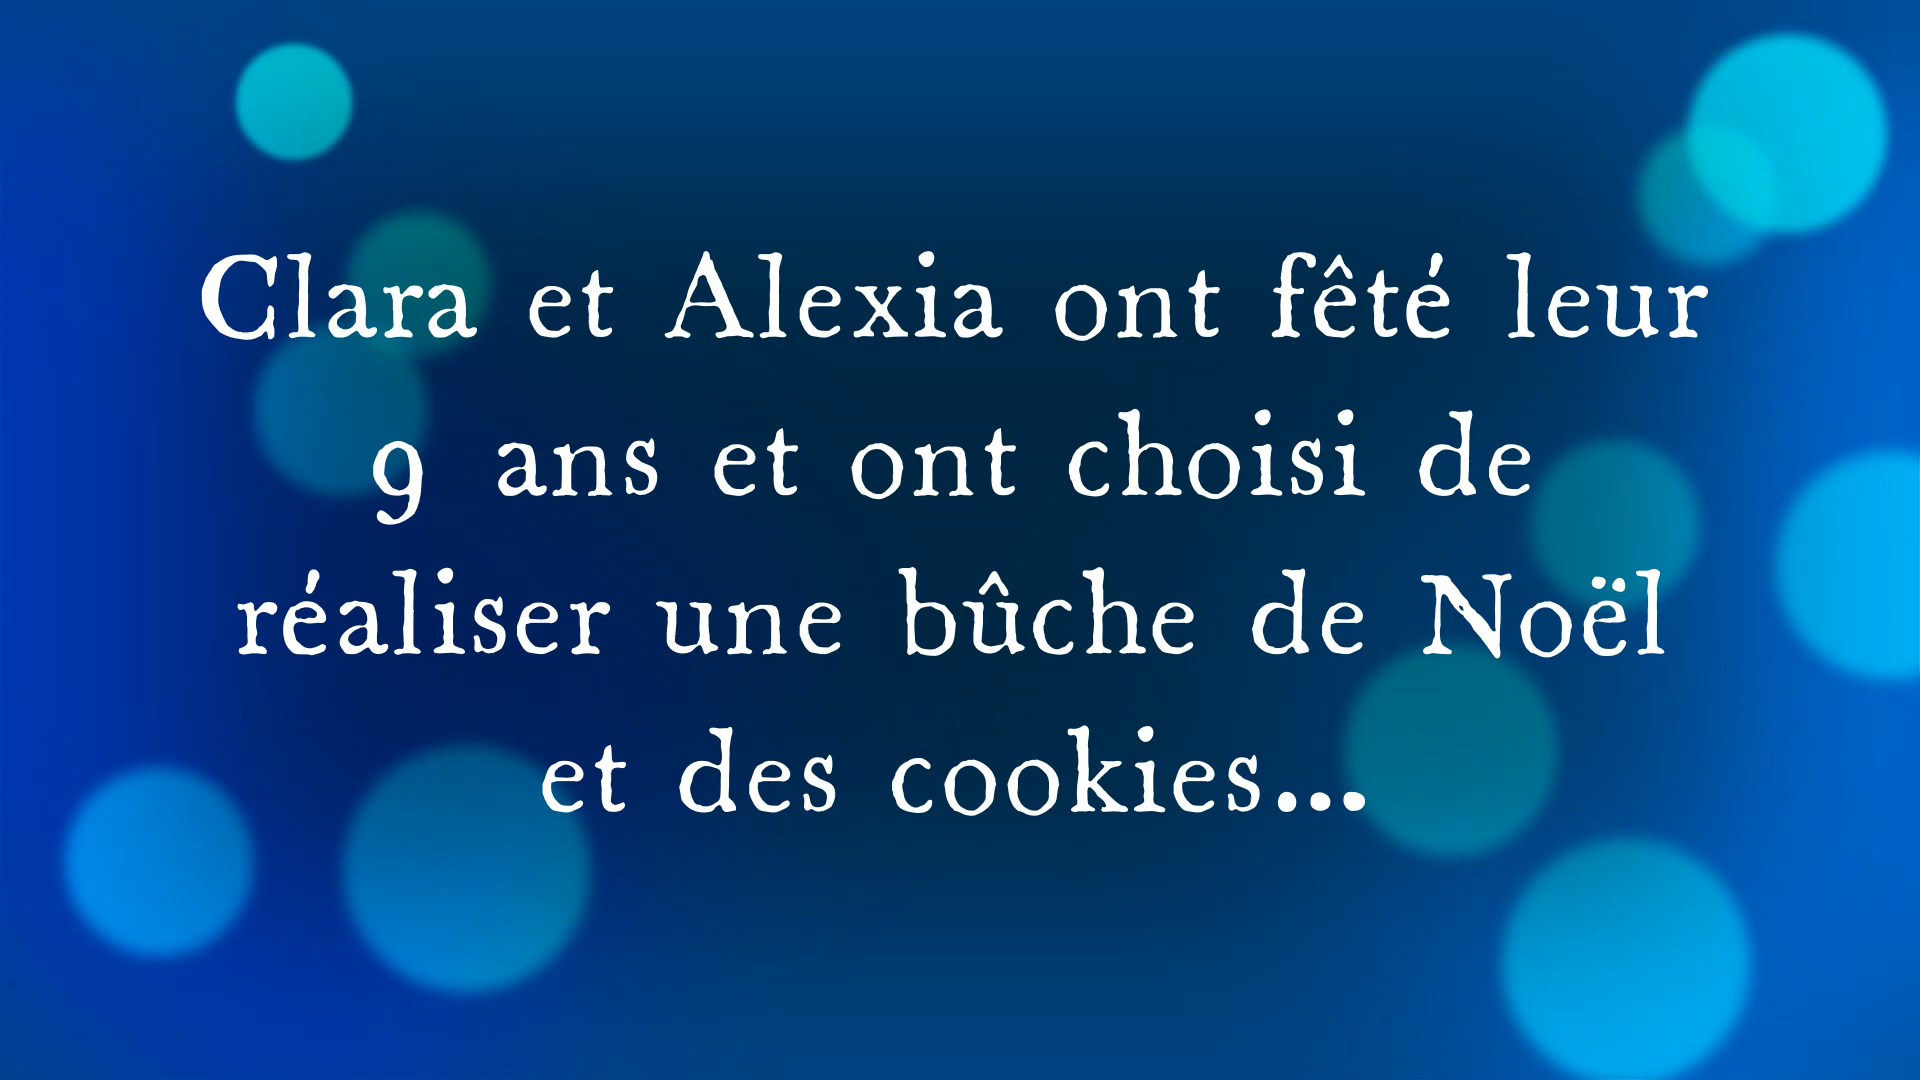 Clara et Alexia ont fêté leur
9 ans et ont choisi de
réaliser une bûche de Noël
et des cookies...